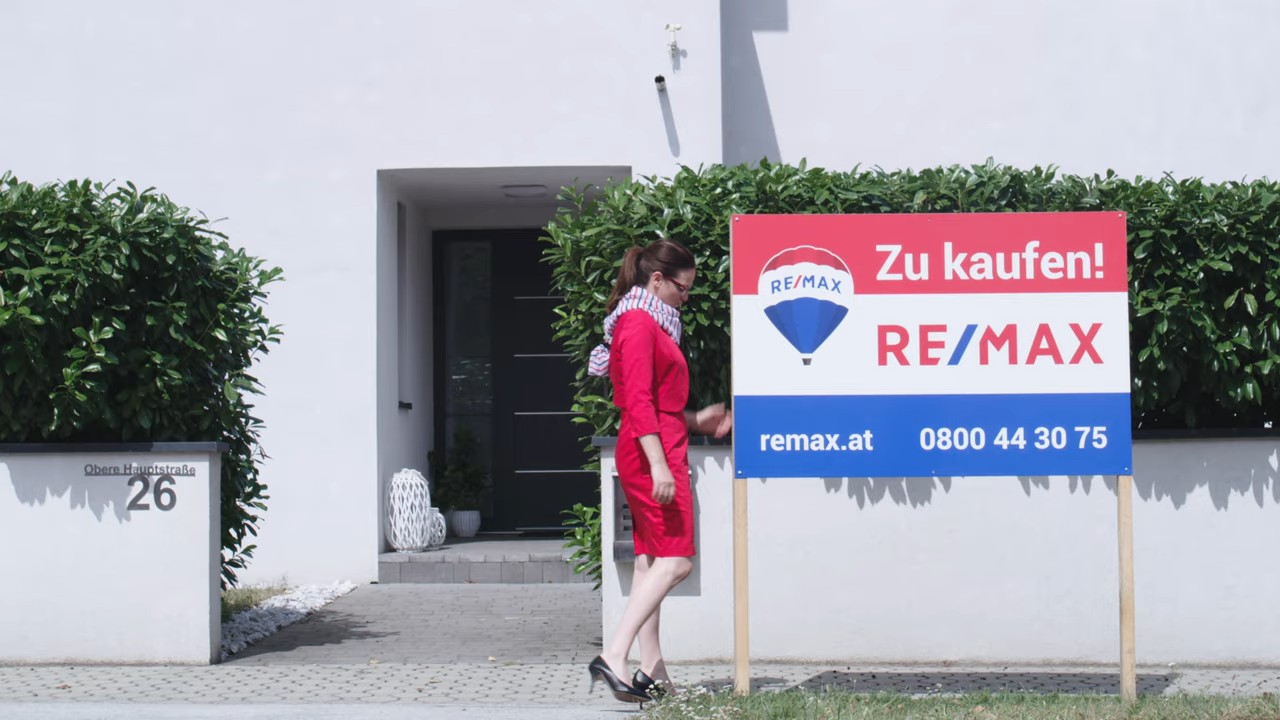 Obere Hauptstraße
26
Zu kaufen!
RE/MAX
RE/MAX
remax.at
0800 44 30 75